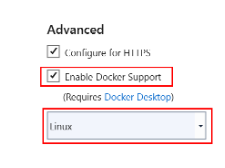 Advanced
Configure for HTTPS
Enable Docker Support
(Requires Docker Desktop)
Linux